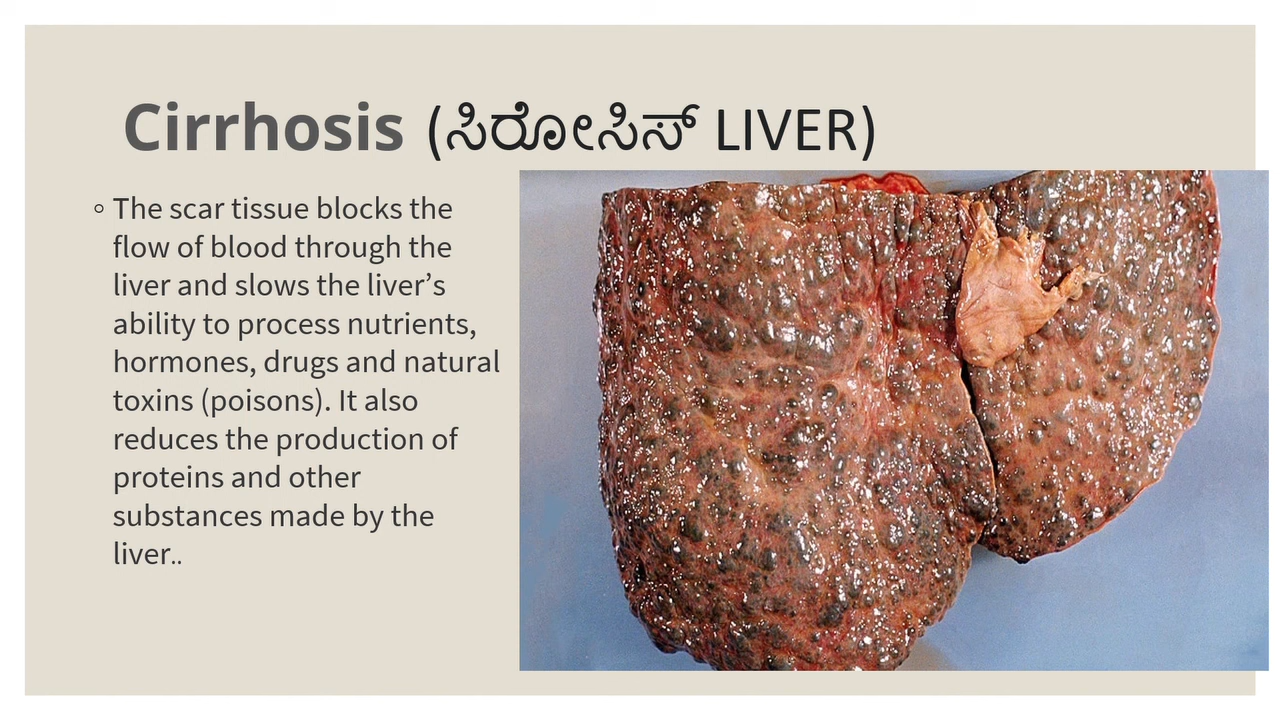 Cirrhosis (ಸಿರೋಸಿಸ್ LIVER)
◦ The scar tissue blocks the
flow of blood through the
liver and slows the liver’s
ability to process nutrients,
hormones, drugs and natural
toxins (poisons). It also
reduces the production of
proteins and other
substances made by the
liver..